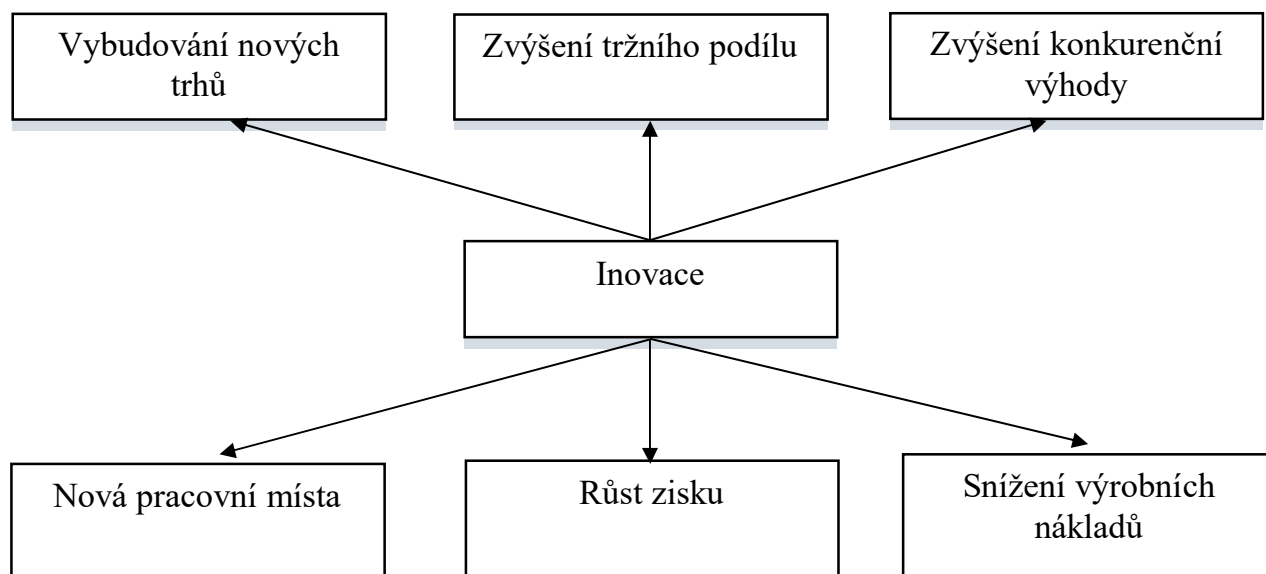 Vybudování nových
trhů
Zvýšení tržního podílu
Zvýšení konkurenční
výhody
Inovace
Nová pracovní místa
Růst zisku
Snížení výrobních
nákladů